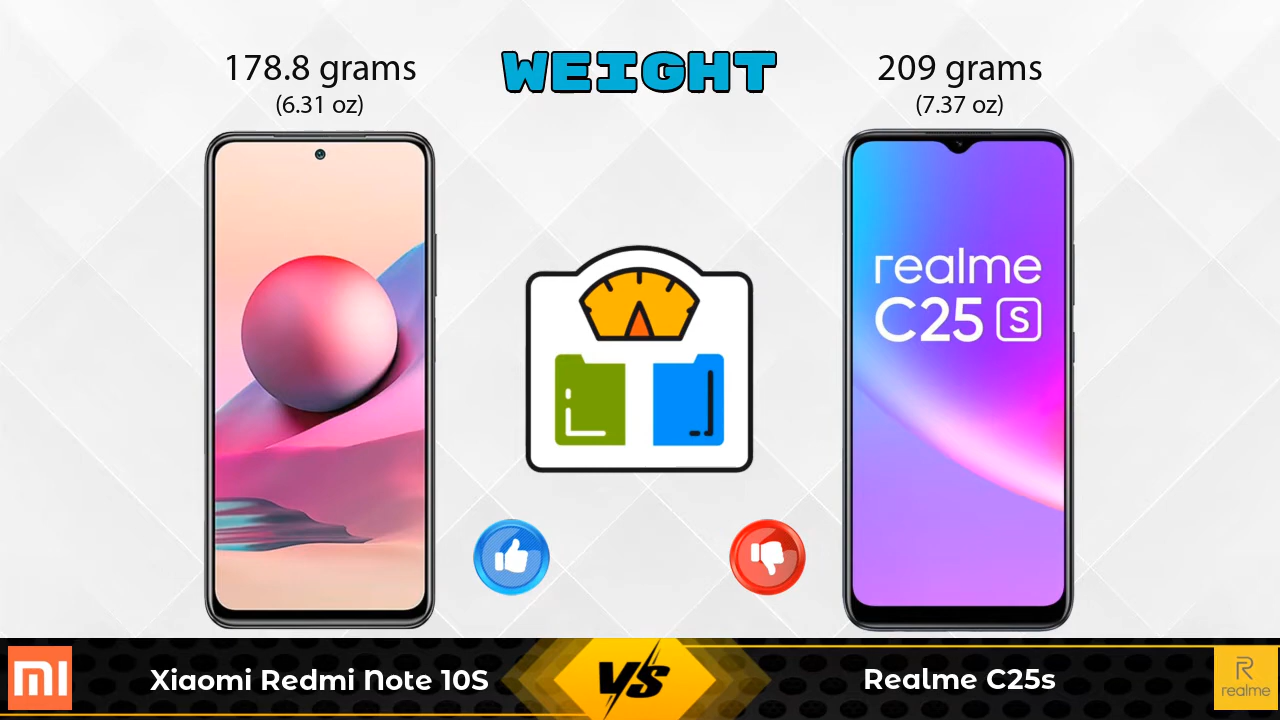 WEIGHT
178.8 grams
(6.31 oz)
209 grams
(7.37 oz)
realme
C25 S
MI
Xiaomi Redmi Note 10S
VS
Realme C25s
R
realme